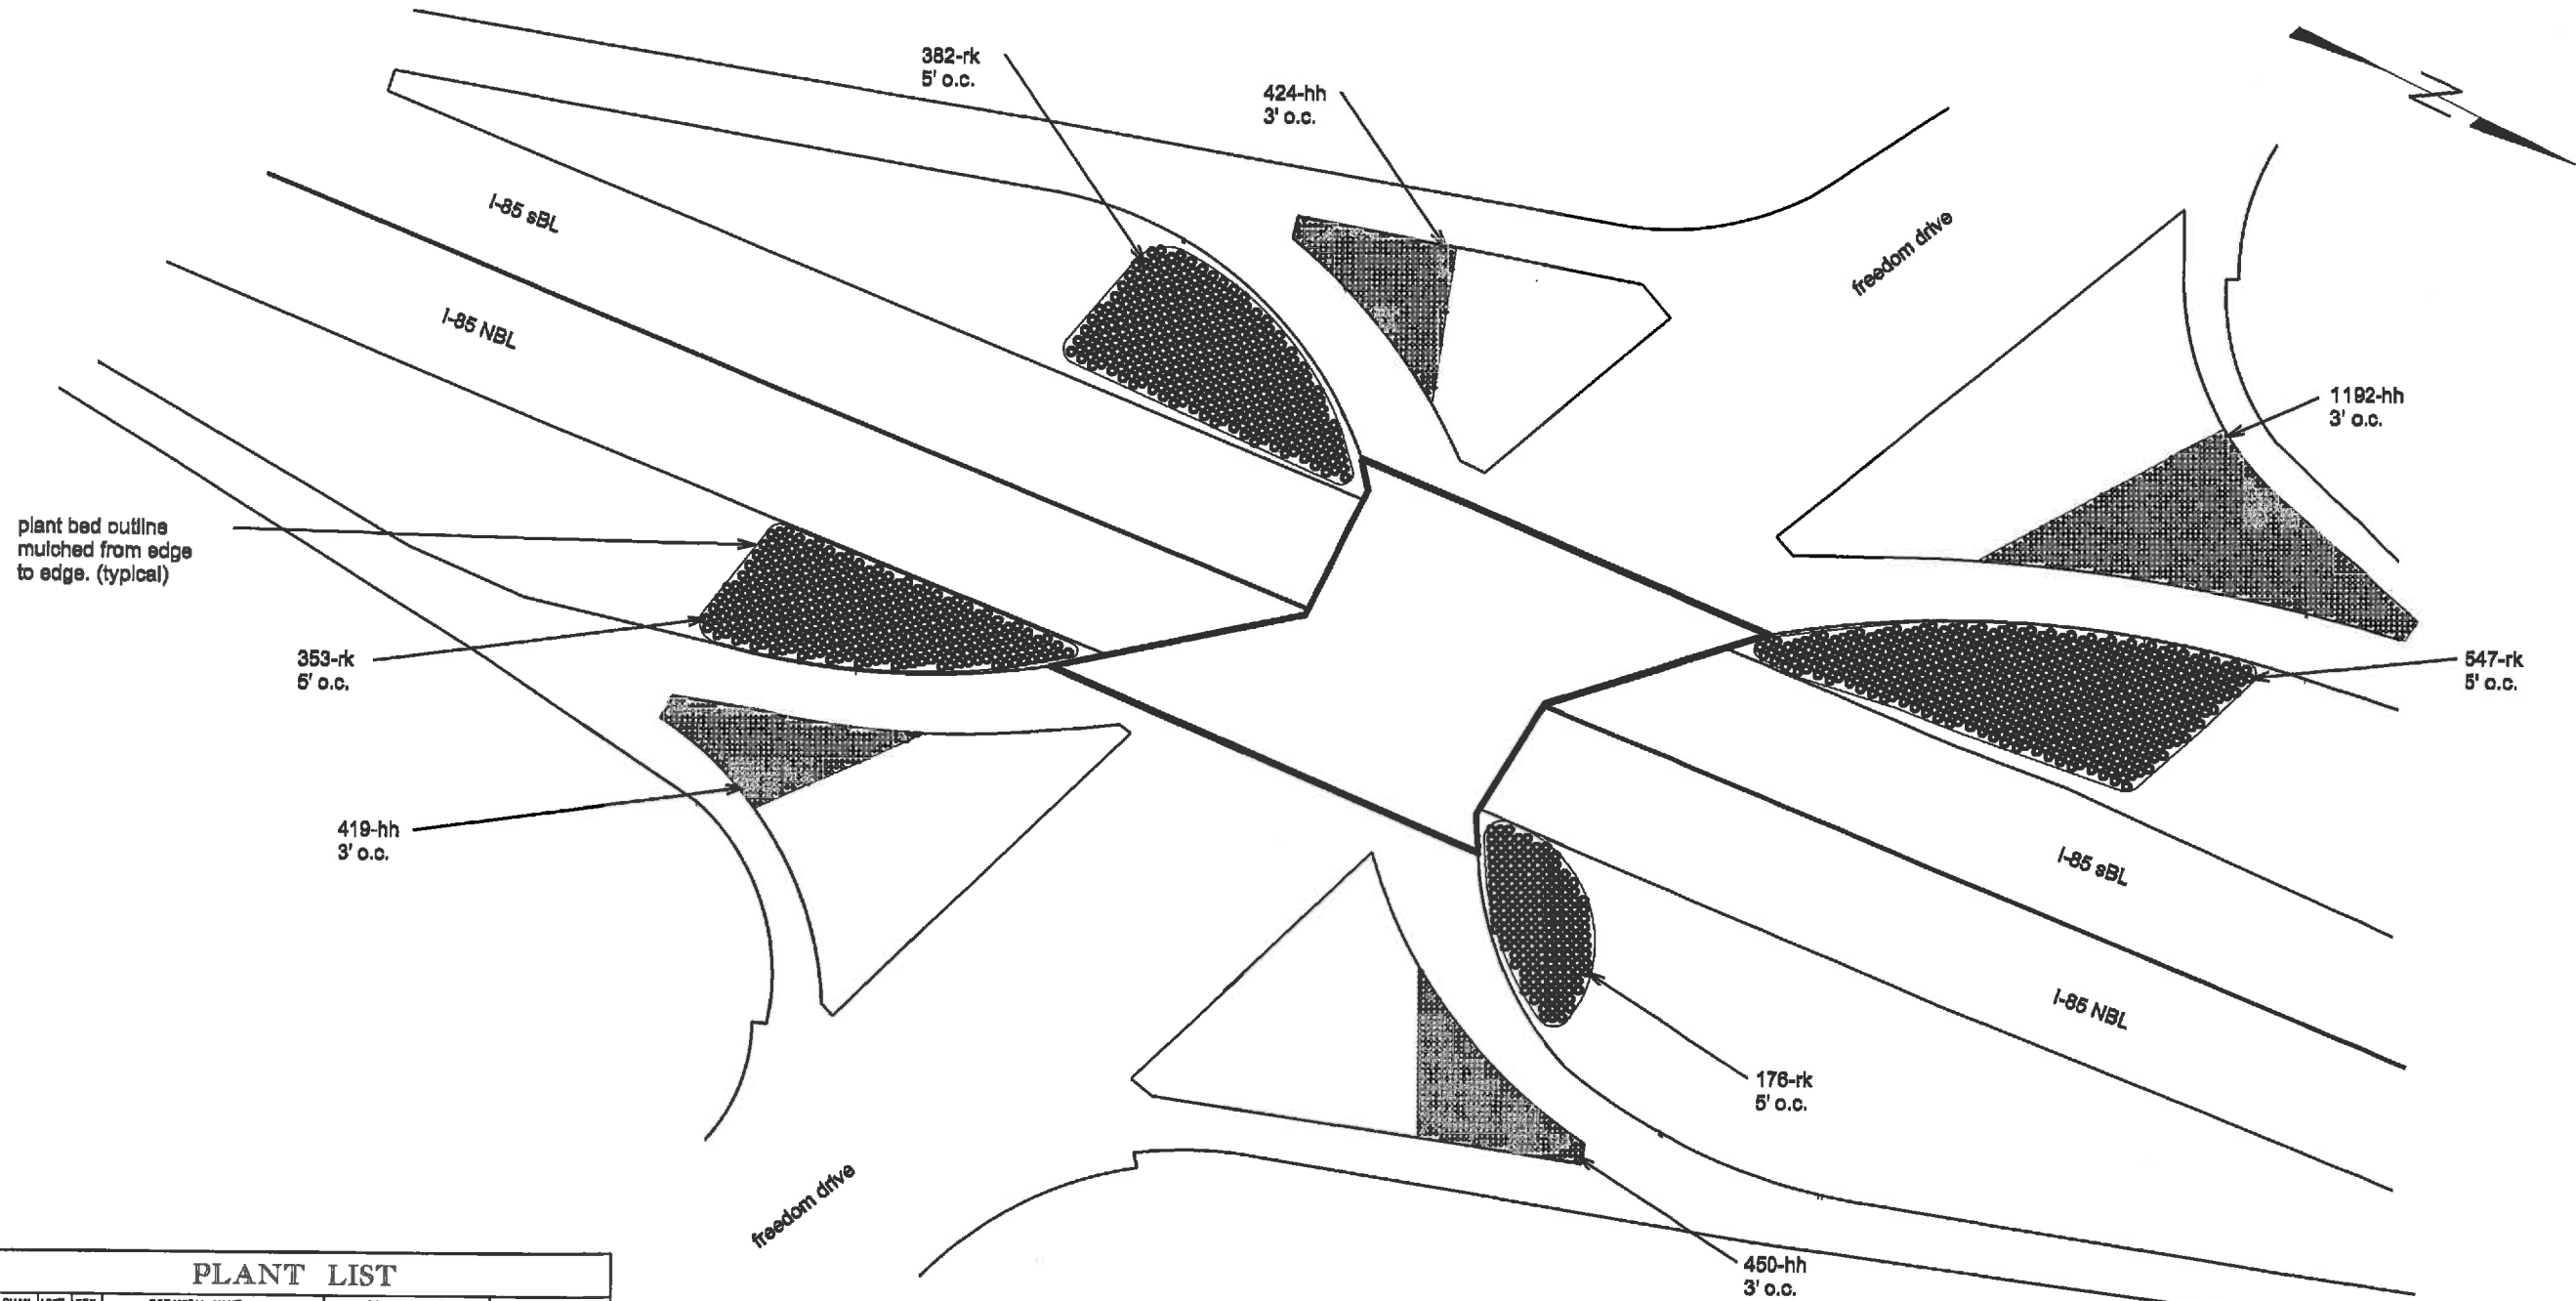 382-rk
5' o.c.
424-hh
3' o.c.
N
I-85 sBL
freedom drive
I-85 NBL
1192-hh
3' o.c.
plant bed outline
mulched from edge
to edge. (typical)
353-rk
5' o.c.
547-rk
5' o.c.
419-hh
3' o.c.
I-85 sBL
I-85 NBL
176-rk
5' o.c.
freedom drive
450-hh
3' o.c.
PLANT LIST